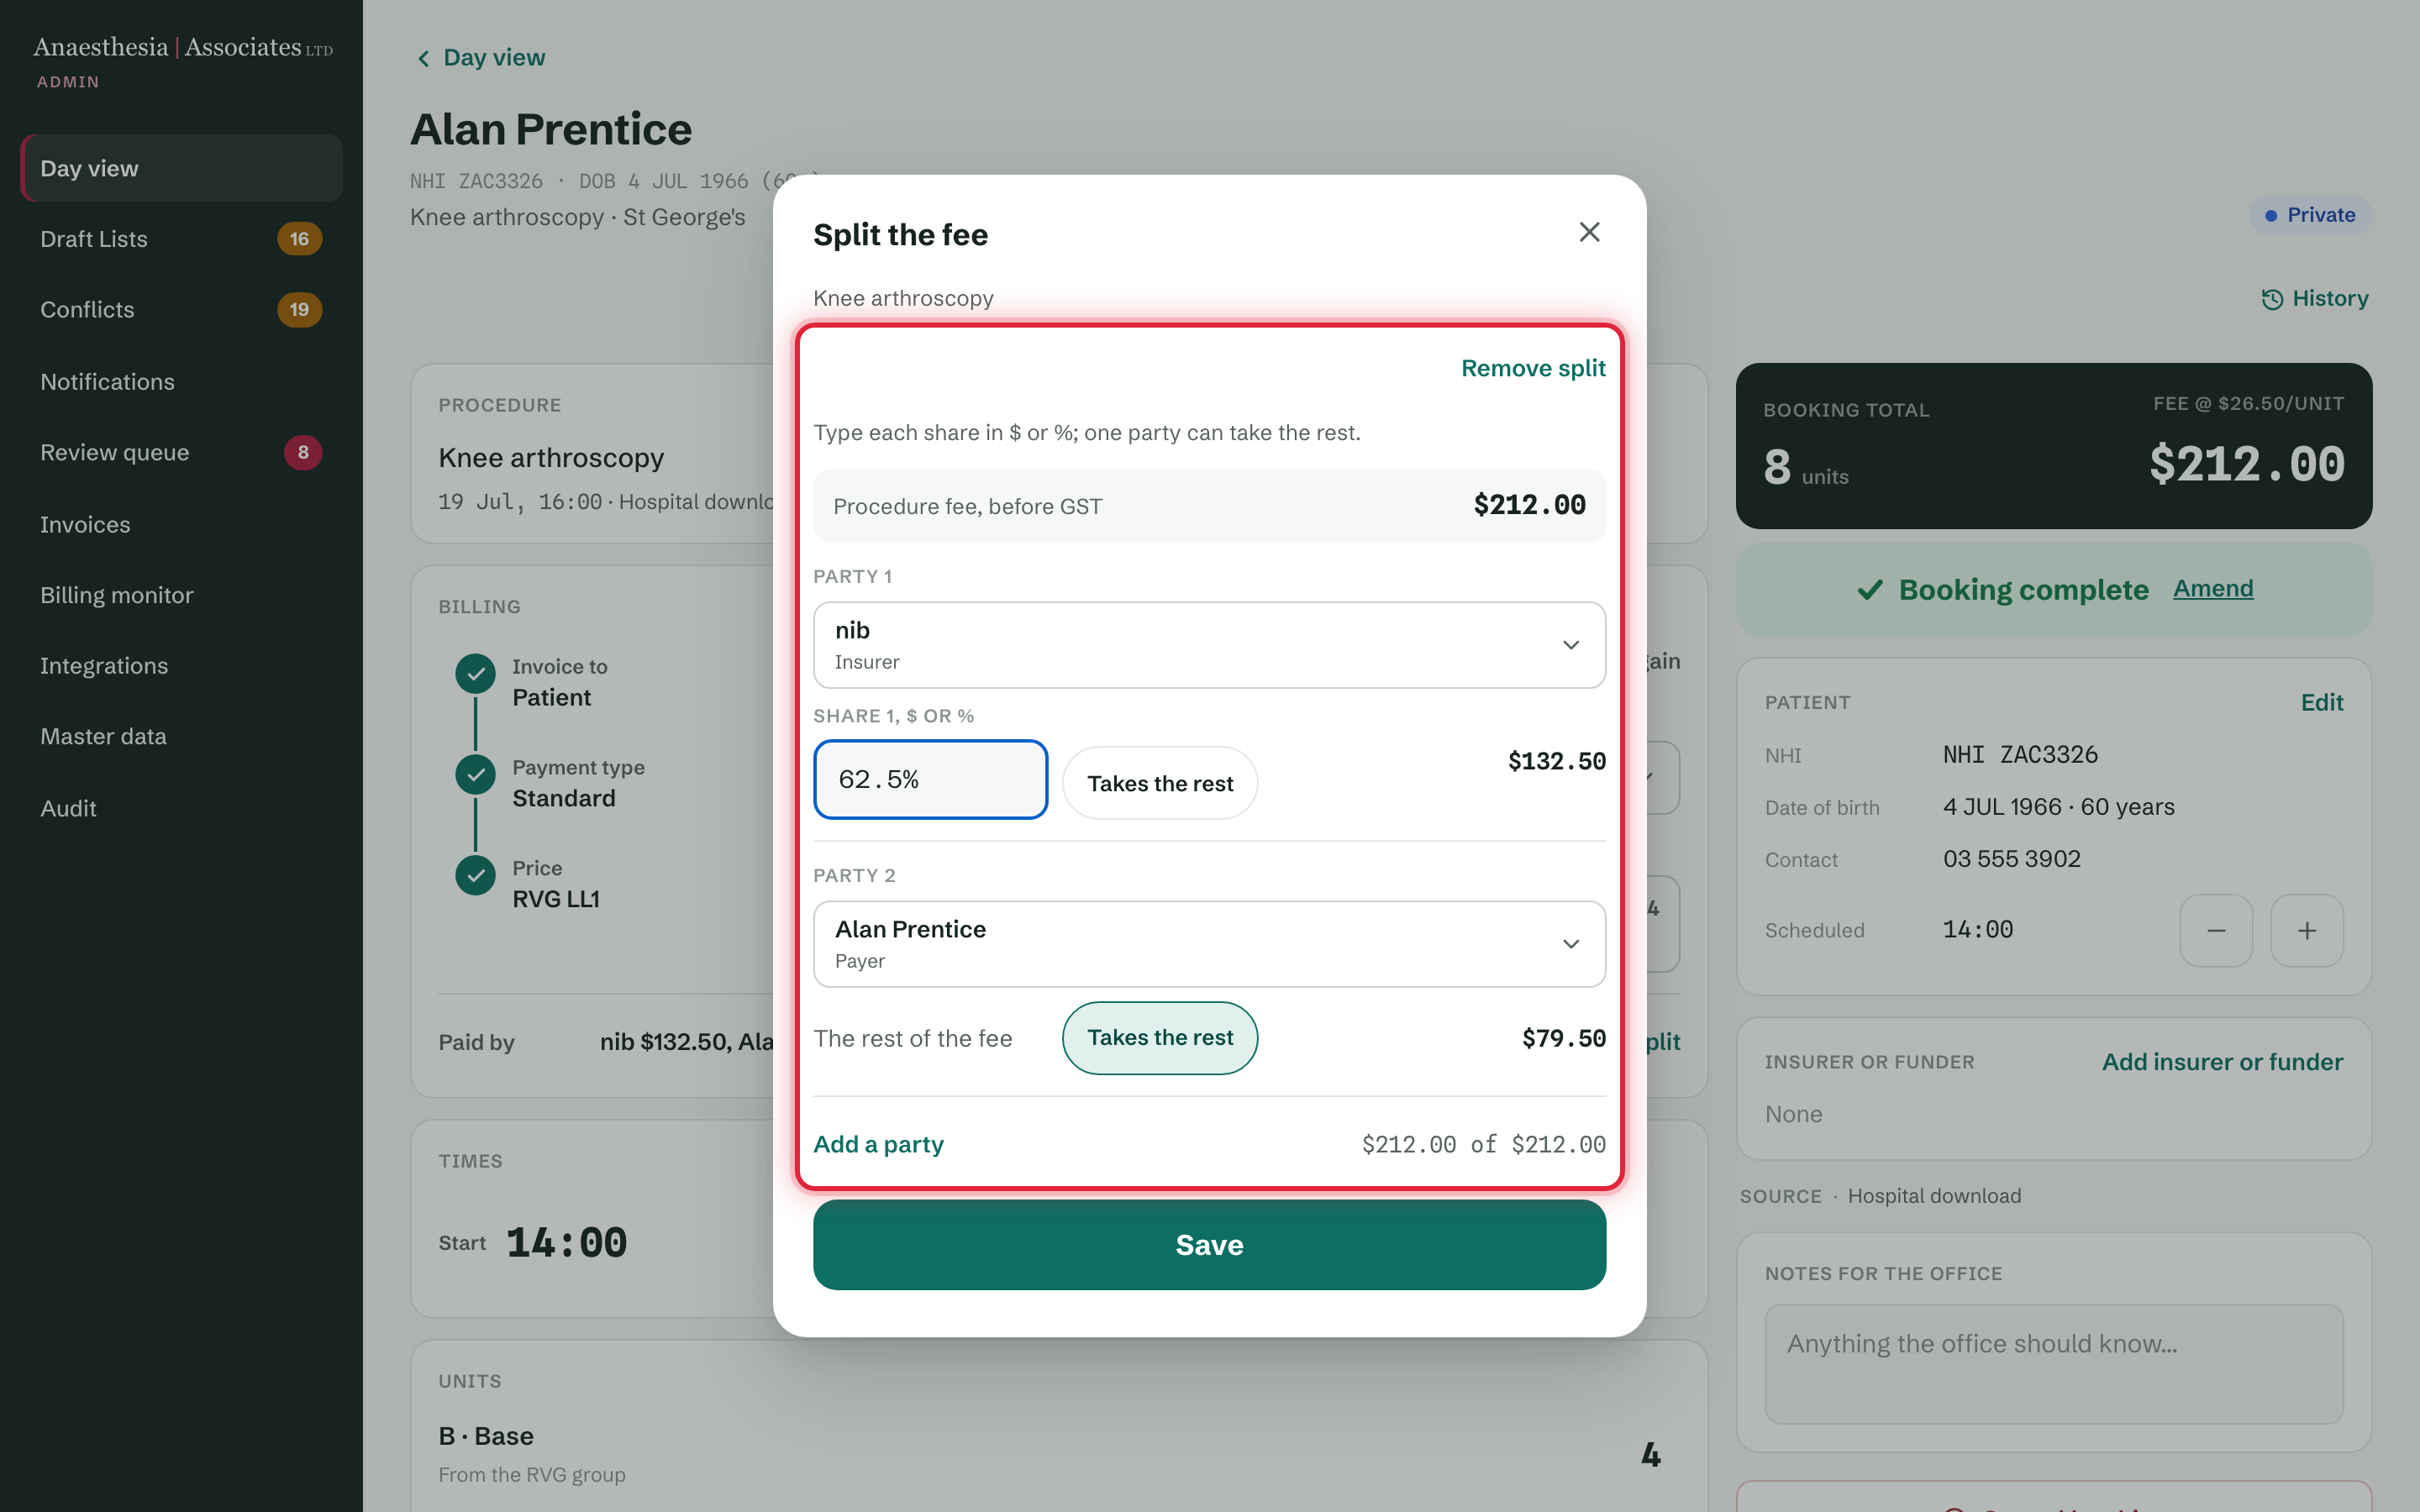 Anaesthesia | Associates LTD
ADMIN
Day view
Draft Lists 16
Conflicts 19
Notifications
Review queue 8
Invoices
Billing monitor
Integrations
Master data
Audit
Day view
Alan Prentice
NHI ZAC3326 · DOB 4 JUL 1966
Knee arthroscopy · St George's
Private
History
PROCEDURE
Knee arthroscopy
19 Jul, 16:00 · Hospital
BILLING
Invoice to
Patient
Payment type
Standard
Price
RVG LL1
Paid by nib $132.50,
TIMES
Start 14:00
UNITS
B · Base
From the RVG group
4
Split the fee
Knee arthroscopy
Remove split
Type each share in $ or %; one party can take the rest.
Procedure fee, before GST $212.00
PARTY 1
nib
Insurer
SHARE 1, $ OR %
62.5% Takes the rest $132.50
PARTY 2
Alan Prentice
Payer
The rest of the fee Takes the rest $79.50
Add a party $212.00 of $212.00
Save
BOOKING TOTAL FEE @ $26.50/UNIT
8 units $212.00
Booking complete Amend
PATIENT Edit
NHI NHI ZAC3326
Date of birth 4 JUL 1966 · 60 years
Contact 03 555 3902
Scheduled 14:00 − +
INSURER OR FUNDER Add insurer or funder
None
SOURCE · Hospital download
NOTES FOR THE OFFICE
Anything the office should know...